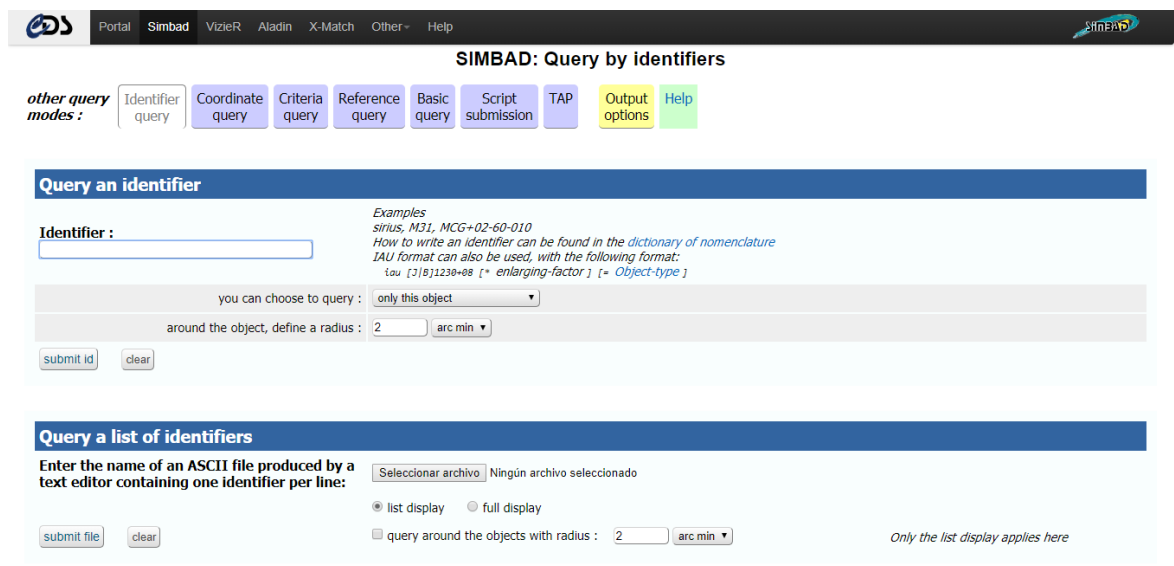 CDS Portal Simbad VizieR Aladin X-Match Other Help SIMBAD
SIMBAD: Query by identifiers
other query modes :
Identifier query
Coordinate query
Criteria query
Reference query
Basic query
Script submission
TAP
Output options
Help
Query an identifier
Identifier :
Examples
sirius, M31, MCG+02-60-010
How to write an identifier can be found in the dictionary of nomenclature
IAU format can also be used, with the following format:
iau [J|B]1230+08 [* enlarging-factor ] [= Object-type ]
you can choose to query : only this object
around the object, define a radius : 2 arc min
submit id clear
Query a list of identifiers
Enter the name of an ASCII file produced by a
text editor containing one identifier per line:
Seleccionar archivo Ningún archivo seleccionado
list display full display
submit file clear query around the objects with radius : 2 arc min Only the list display applies here